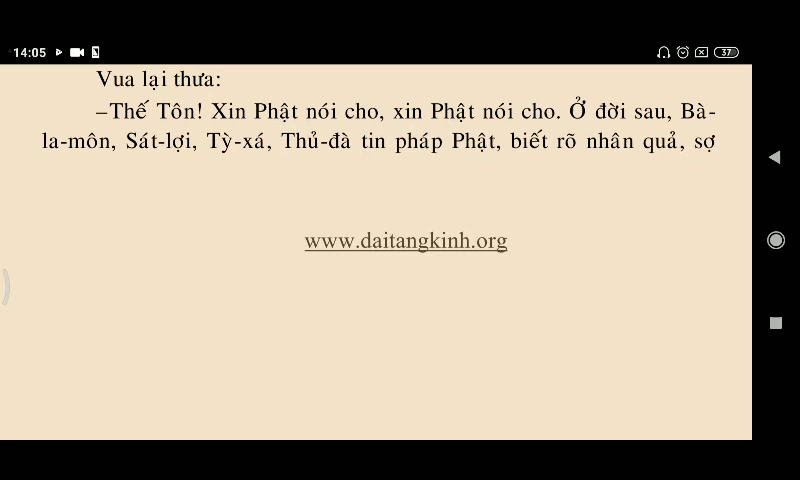 14:05
37
Vua lại thưa:
–Thế Tôn! Xin Phật nói cho, xin Phật nói cho. Ở đời sau, Bà-
la-môn, Sát-lợi, Tỳ-xá, Thủ-đà tin pháp Phật, biết rõ nhân quả, sợ
www.daitangkinh.org